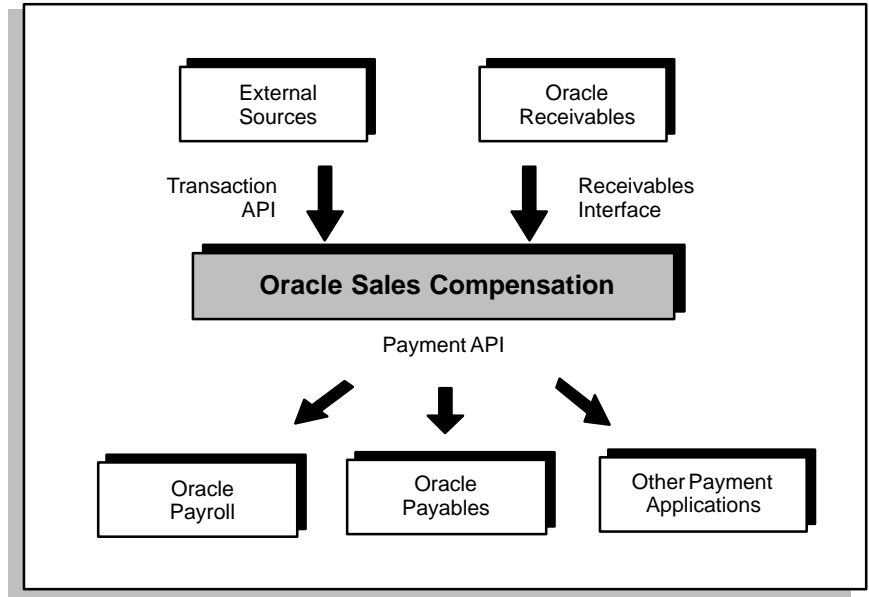 External
Sources
Oracle
Receivables
Transaction
API
Receivables
Interface
Oracle Sales Compensation
Payment API
Oracle
Payroll
Oracle
Payables
Other Payment
Applications